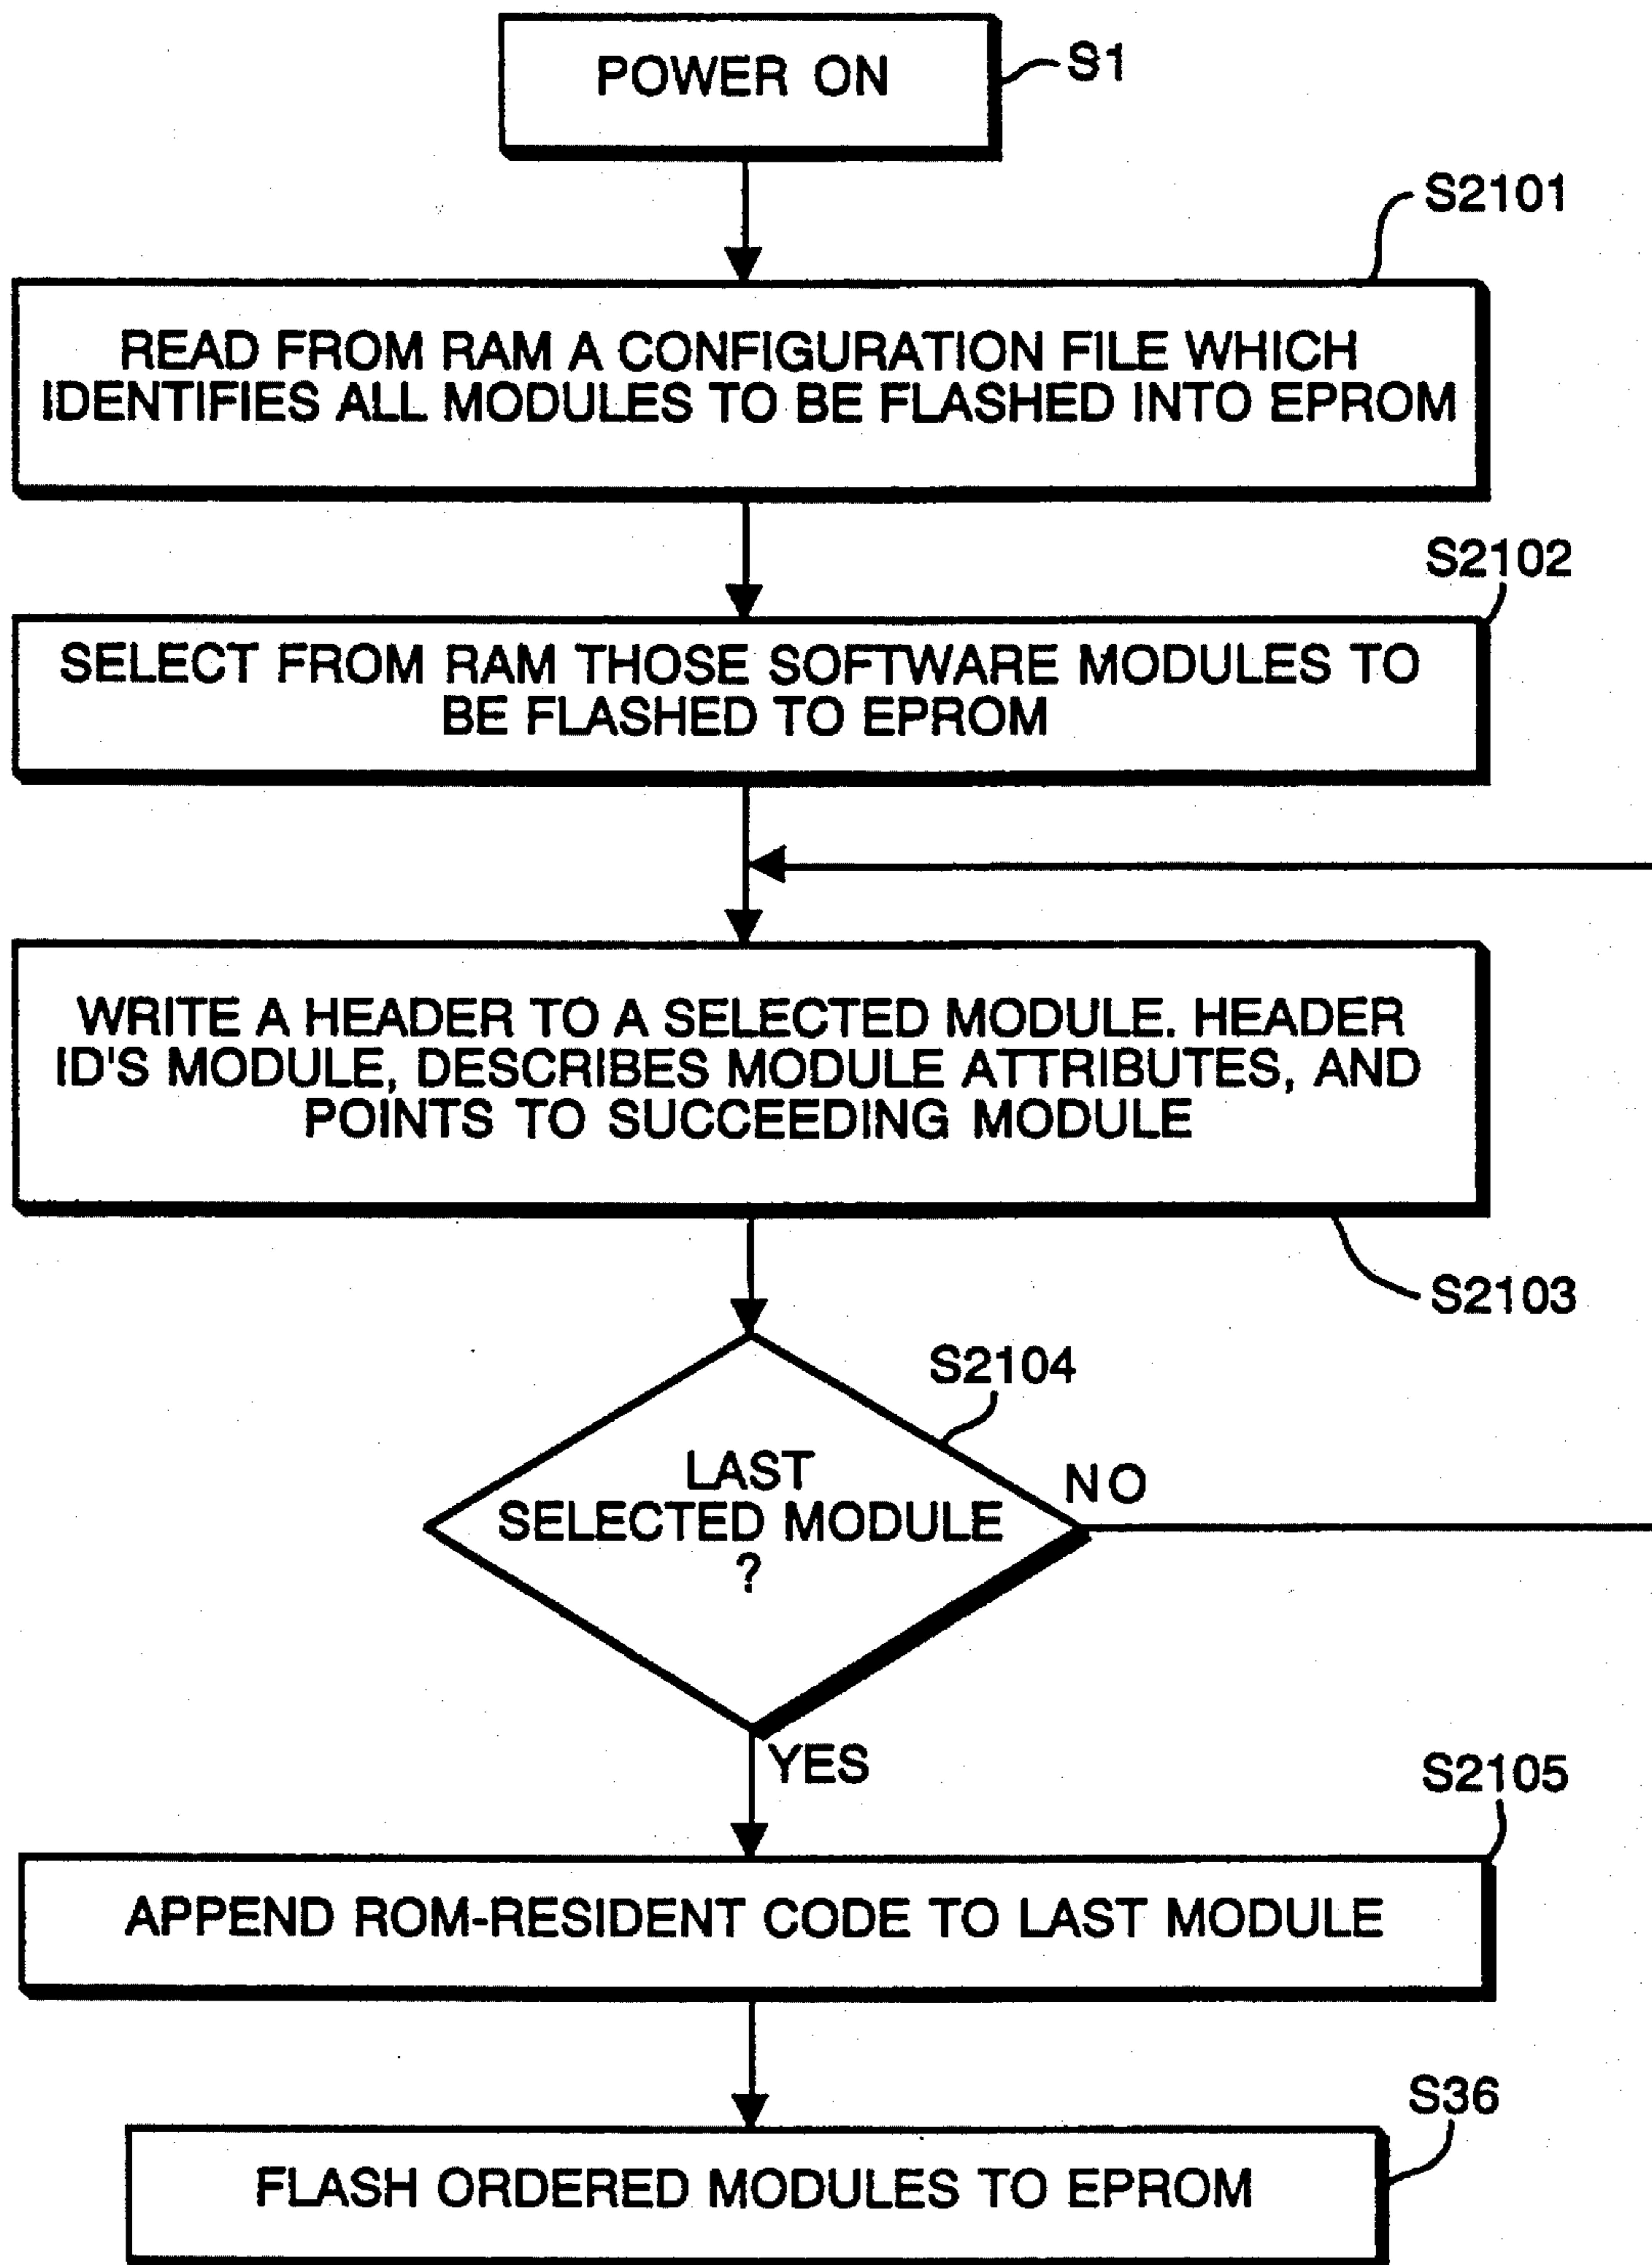 POWER ON
S1
S2101
READ FROM RAM A CONFIGURATION FILE WHICH
IDENTIFIES ALL MODULES TO BE FLASHED INTO EPROM
S2102
SELECT FROM RAM THOSE SOFTWARE MODULES TO
BE FLASHED TO EPROM
WRITE A HEADER TO A SELECTED MODULE. HEADER
ID'S MODULE, DESCRIBES MODULE ATTRIBUTES, AND
POINTS TO SUCCEEDING MODULE
S2103
S2104
LAST
SELECTED MODULE
?
NO
YES
S2105
APPEND ROM-RESIDENT CODE TO LAST MODULE
S36
FLASH ORDERED MODULES TO EPROM